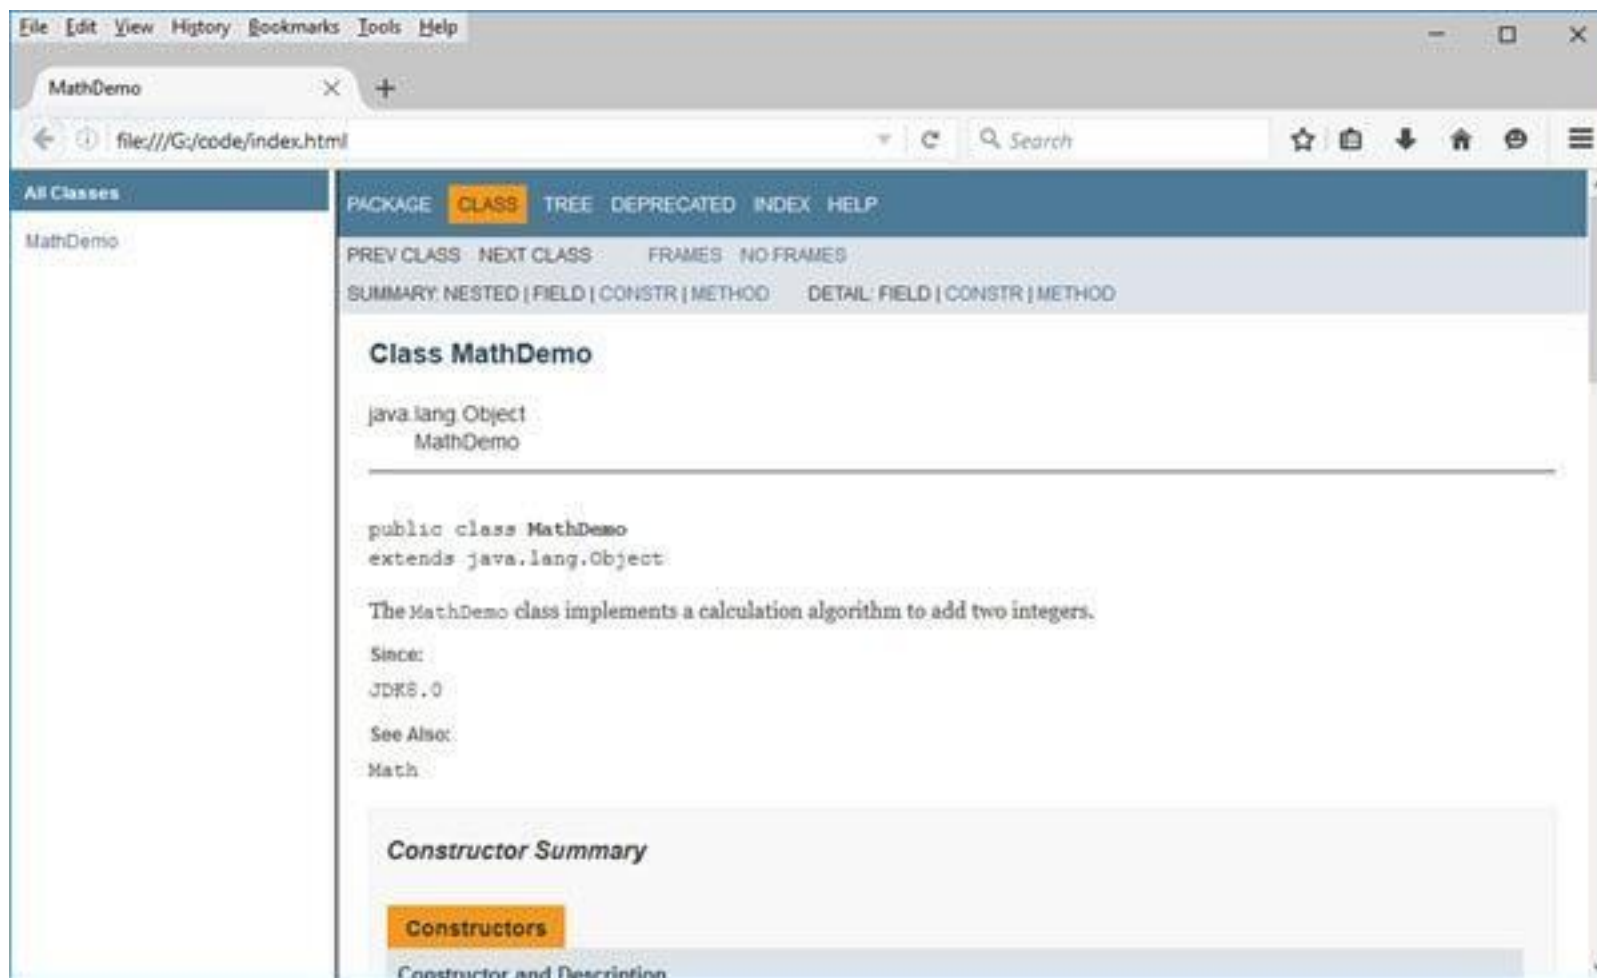 File Edit View History Bookmarks Tools Help
MathDemo
file:///G:/code/index.html
Search
All Classes
MathDemo
PACKAGE CLASS TREE DEPRECATED INDEX HELP
PREV CLASS NEXT CLASS FRAMES NO FRAMES
SUMMARY: NESTED | FIELD | CONSTR | METHOD DETAIL: FIELD | CONSTR | METHOD
Class MathDemo
java.lang.Object
MathDemo
public class MathDemo
extends java.lang.Object
The MathDemo class implements a calculation algorithm to add two integers.
Since:
JDK8.0
See Also:
Math
Constructor Summary
Constructors
Constructor and Description